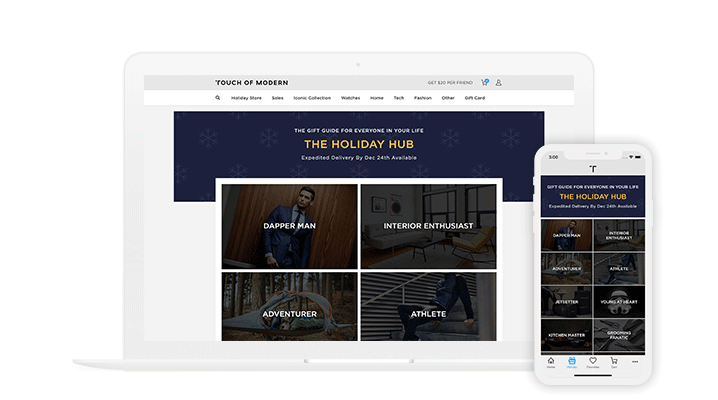 TOUCH OF MODERN
GET $20 PER FRIEND
Holiday Store Sales Iconic Collection Watches Home Tech Fashion Other Gift Card
THE GIFT GUIDE FOR EVERYONE IN YOUR LIFE
THE HOLIDAY HUB
Expedited Delivery By Dec 24th Available
DAPPER MAN
INTERIOR ENTHUSIAST
ADVENTURER
ATHLETE
GIFT GUIDE FOR EVERYONE IN YOUR LIFE
THE HOLIDAY HUB
Expedited Delivery By Dec 24th Available
DAPPER MAN
INTERIOR
ENTHUSIAST
ADVENTURER
ATHLETE
JETSETTER
YOUNG AT HEART
KITCHEN MASTER
GROOMING
FANATIC
Home Holiday Favorites Cart